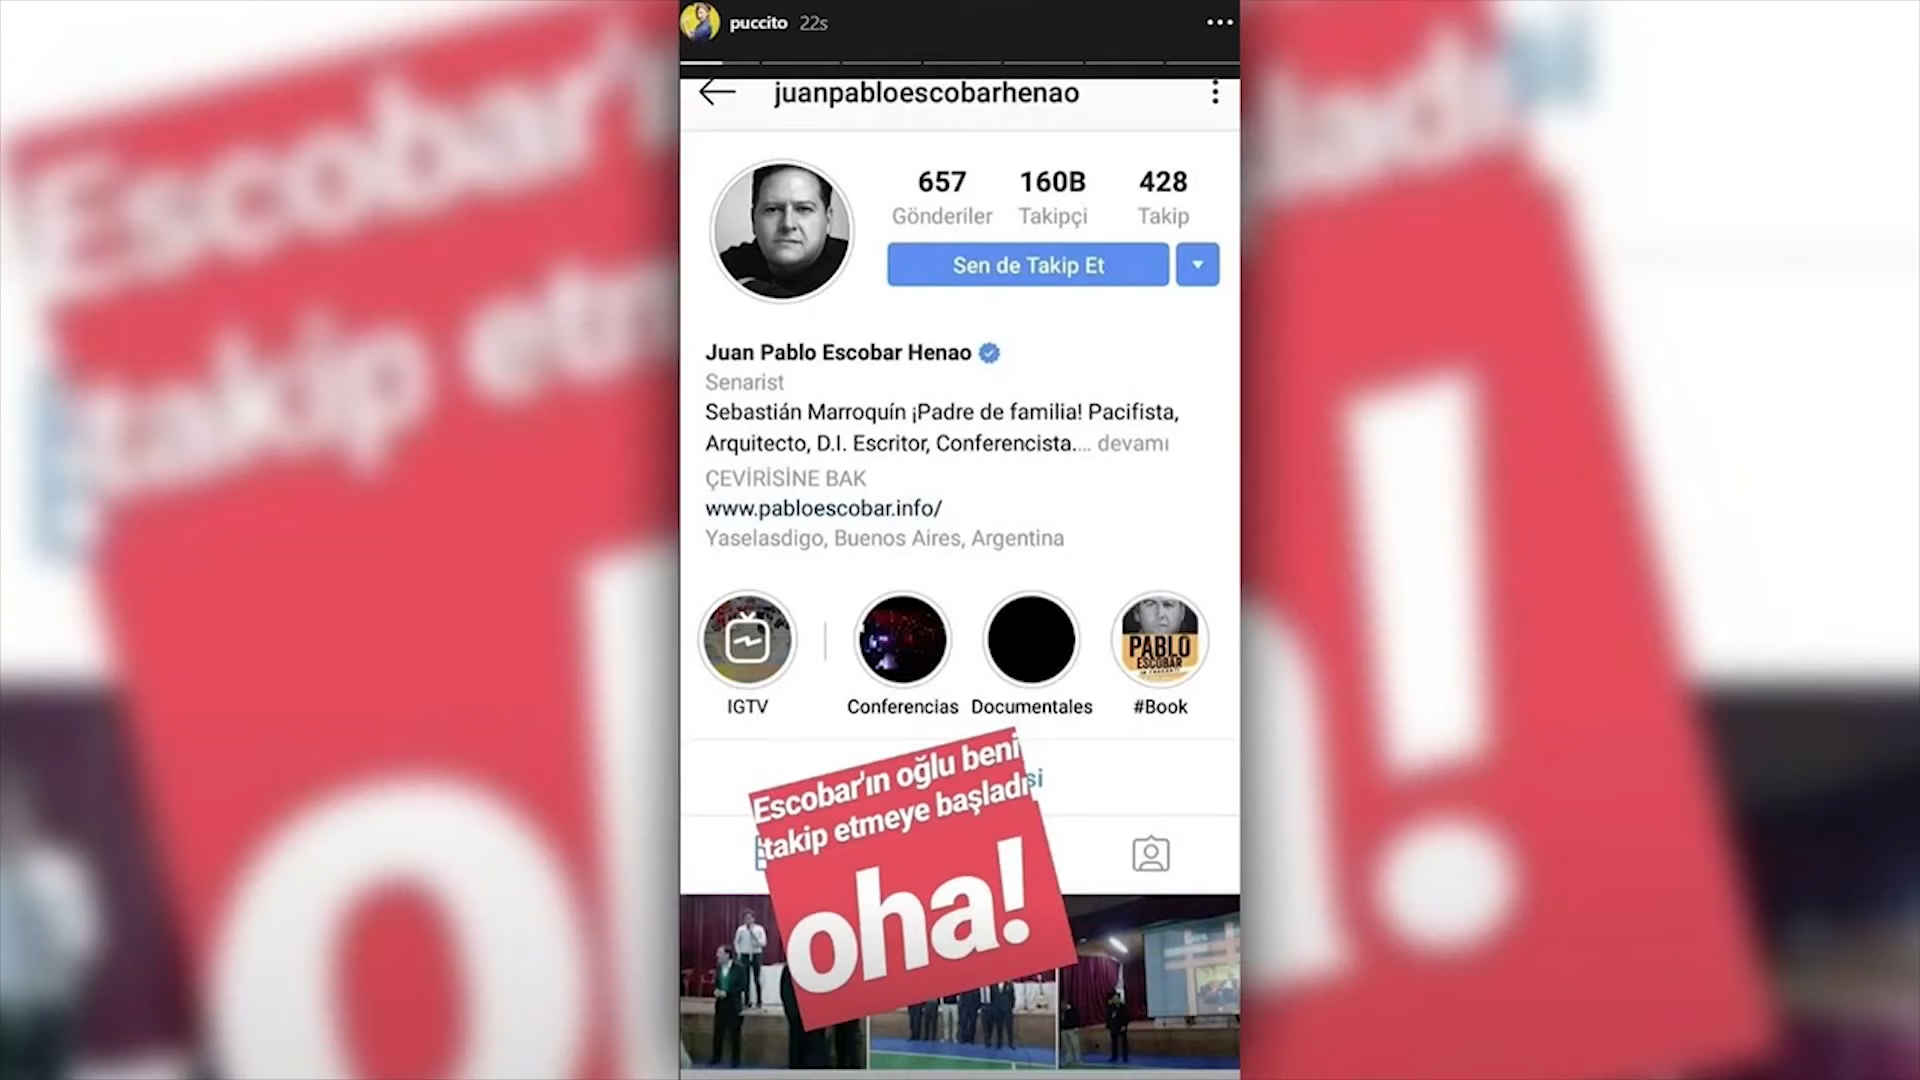 puccito 22s
juanpabloescobarhenao
657 160B 428
Gönderiler Takipçi Takip
Sen de Takip Et
Juan Pablo Escobar Henao
Senarist
Sebastián Marroquín ¡Padre de familia! Pacifista,
Arquitecto, D.I. Escritor, Conferencista.... devamı
ÇEVİRİSİNE BAK
www.pabloescobar.info/
Yaselasdigo, Buenos Aires, Argentina
PABLO
ESCOBAR
IGTV Conferencias Documentales #Book
Escobar'ın oğlu beni
takip etmeye başladı
oha!